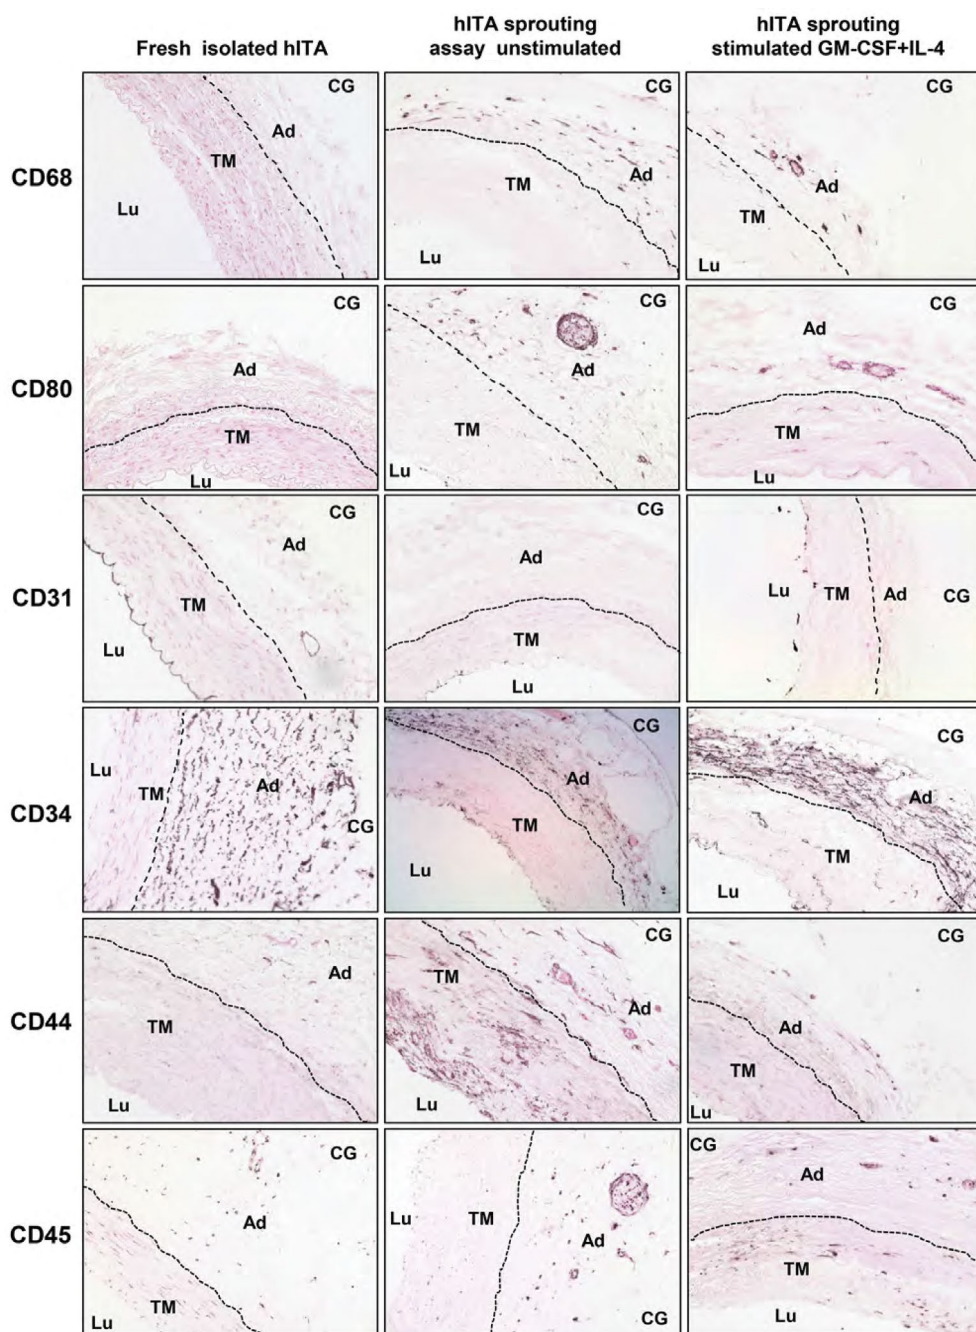 Fresh isolated hITA
hITA sprouting
assay unstimulated
hITA sprouting
stimulated GM-CSF+IL-4
CD68
Lu
TM
Ad
CG
Lu
TM
Ad
CG
Lu
TM
Ad
CG
CD80
CG
Ad
TM
Lu
CG
Ad
TM
Lu
CG
Ad
TM
Lu
CD31
CG
Ad
TM
Lu
CG
Ad
TM
Lu
Lu
TM
Ad
CG
CD34
Lu
TM
Ad
CG
CG
Ad
TM
Lu
CG
Ad
TM
Lu
CD44
Ad
TM
Lu
CG
TM
Ad
Lu
CG
Ad
TM
Lu
CD45
CG
Ad
TM
Lu
Lu
TM
Ad
CG
CG
Ad
TM
Lu